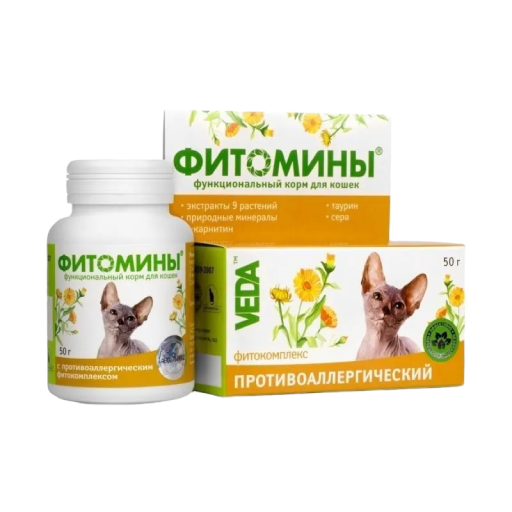 ФИТОМИНЫ®
функциональный корм для кошек
• экстракты 9 растений
• природные минералы
карнитин
• таурин
• сера
VEDA™
50 г
фитокомплекс
ПРОТИВОАЛЛЕРГИЧЕСКИЙ
ФИТОМИНЫ®
функциональный корм для кошек
50 г
с противоаллергическим
фитокомплексом